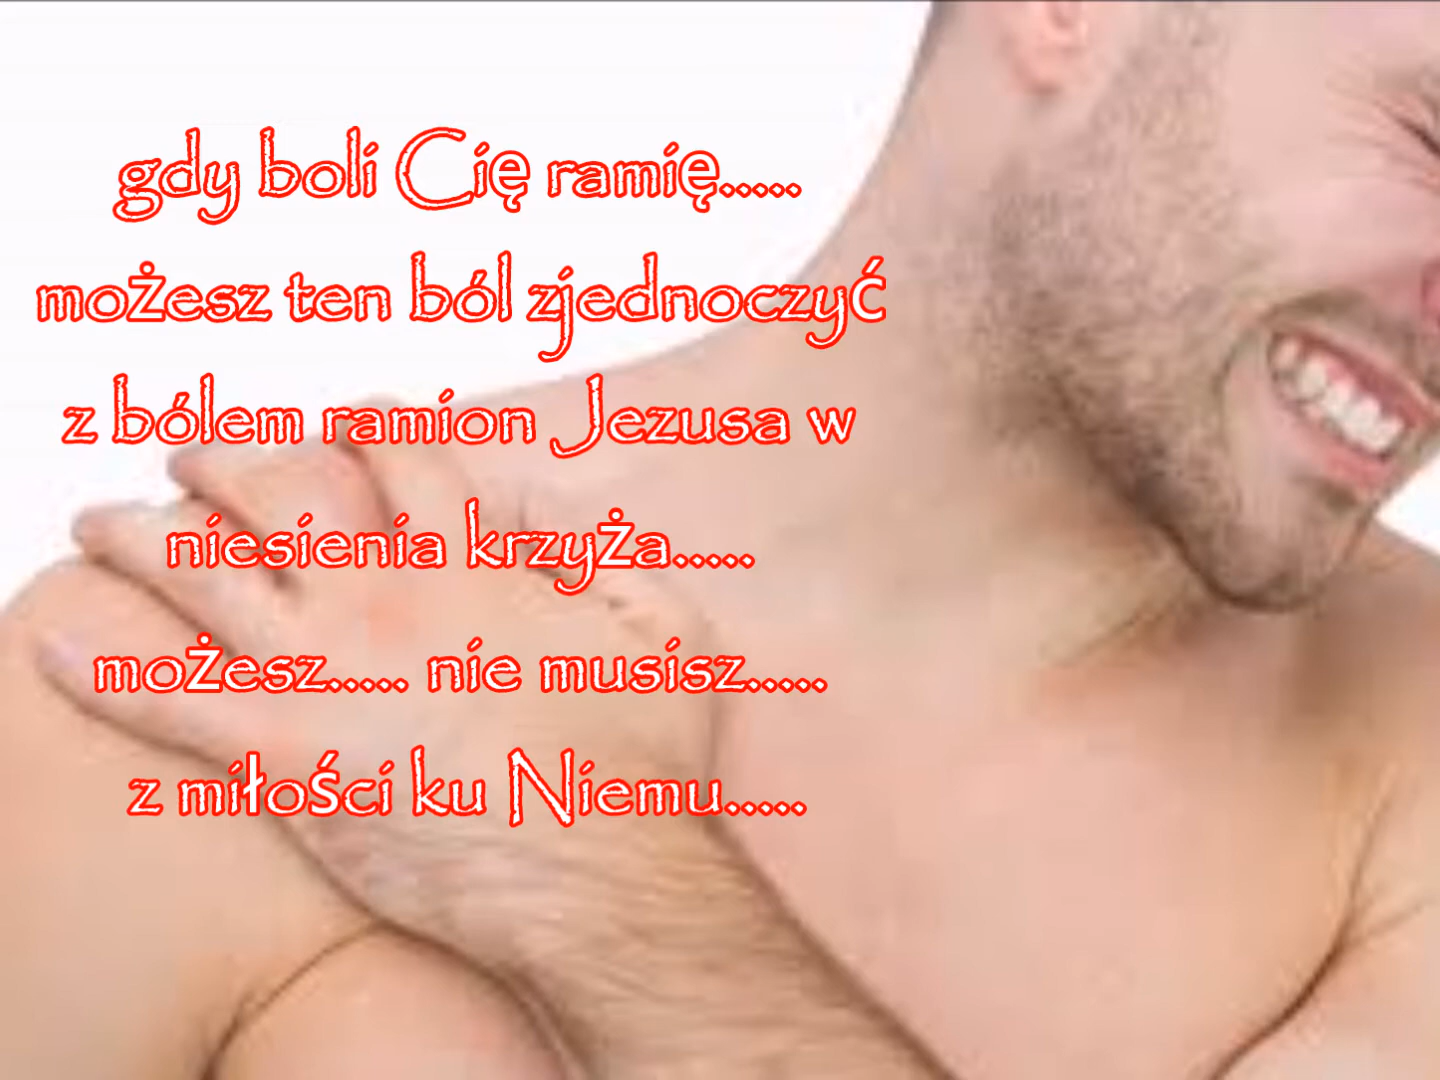 gdy boli Cię ramię.....
możesz ten ból zjednoczyć
z bólem ramion Jezusa w
niesienia krzyża.....
możesz..... nie musisz.....
z miłości ku Niemu.....